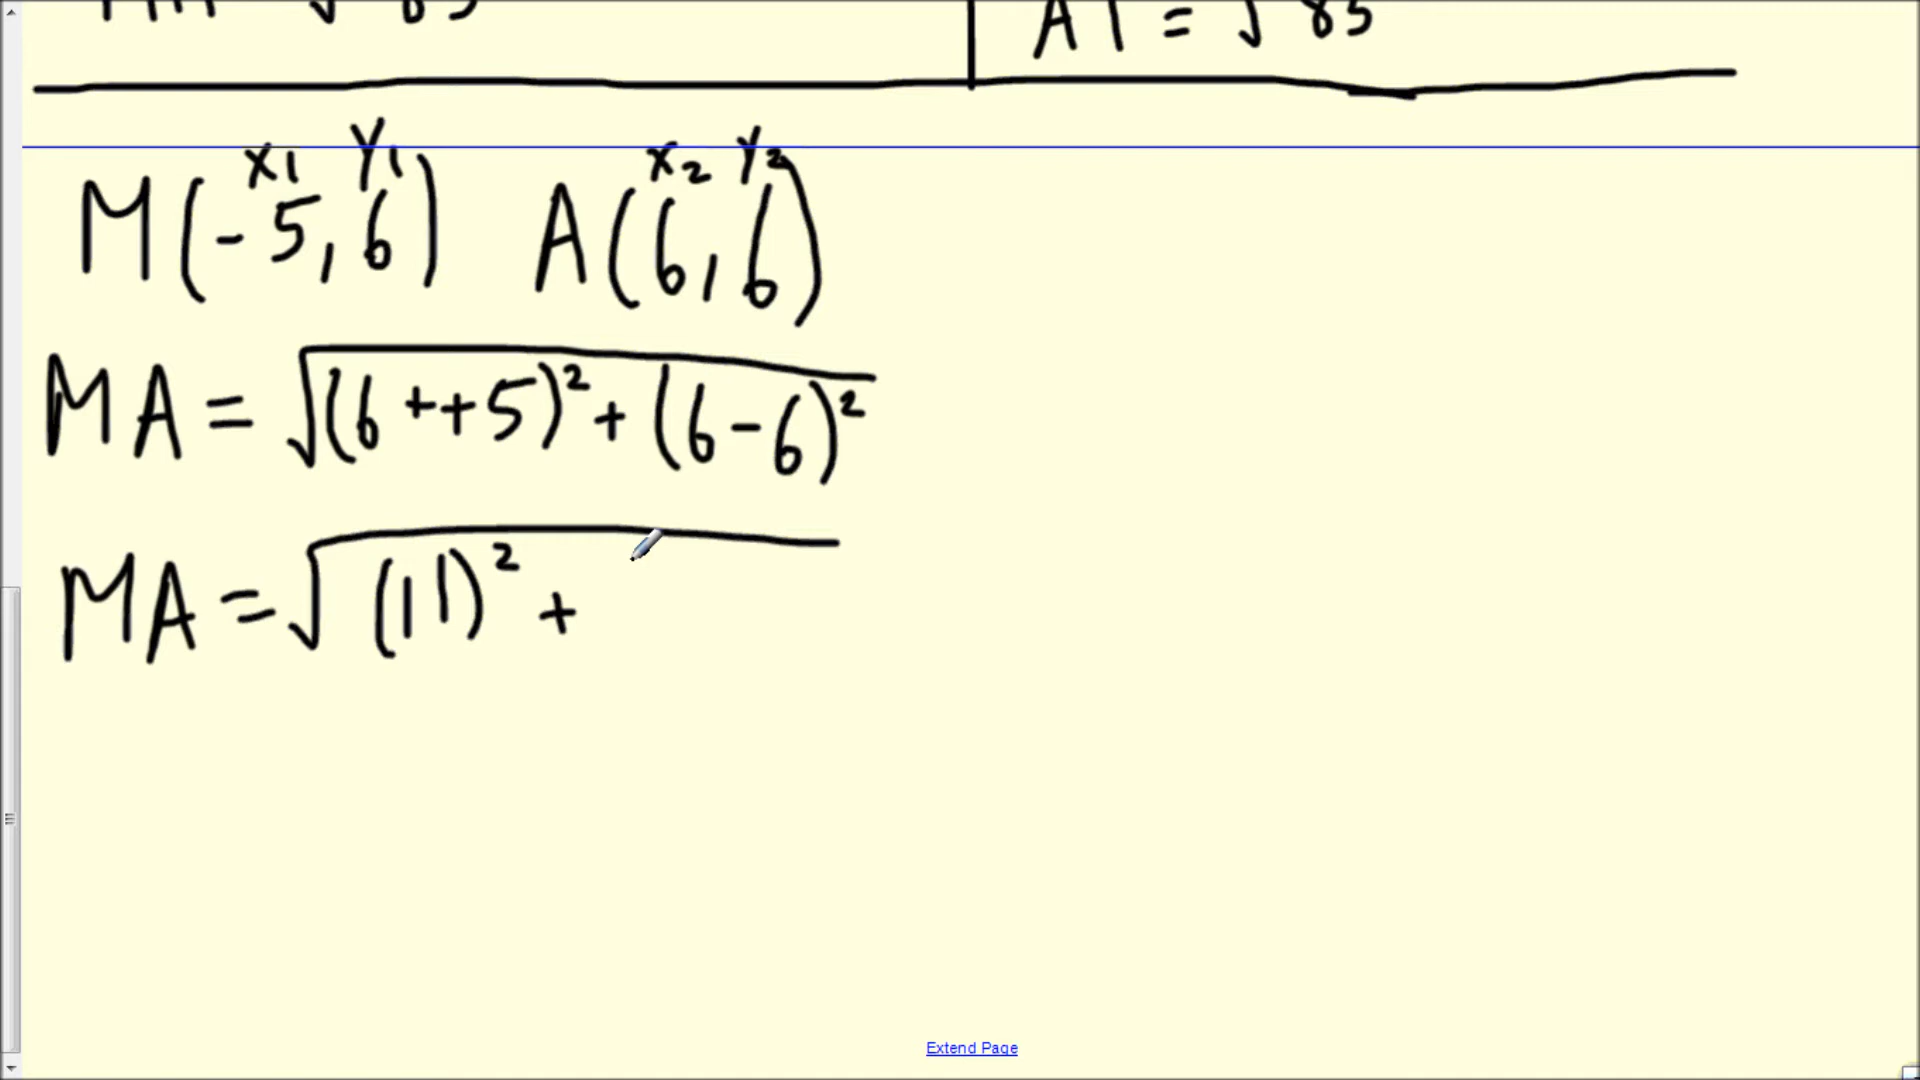 √85
AT = √85
x1 y1 x2 y2
M(-5, 6) A(6, 6)
MA = √(6 ++5)² + (6-6)²
MA = √(11)² +
Extend Page